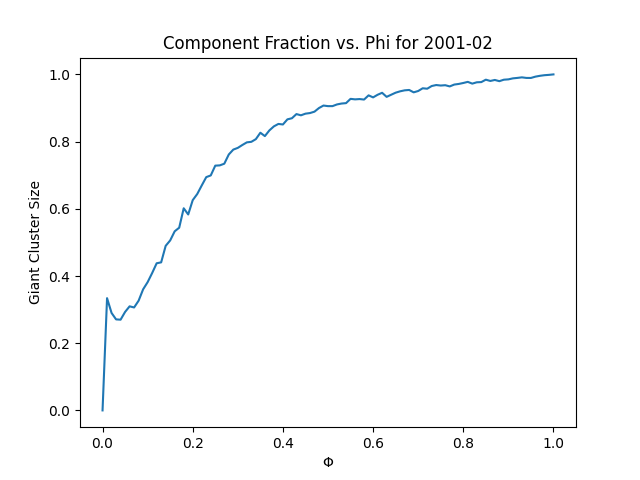 Component Fraction vs. Phi for 2001-02
Giant Cluster Size
1.0
0.8
0.6
0.4
0.2
0.0
0.0 0.2 0.4 0.6 0.8 1.0
Φ